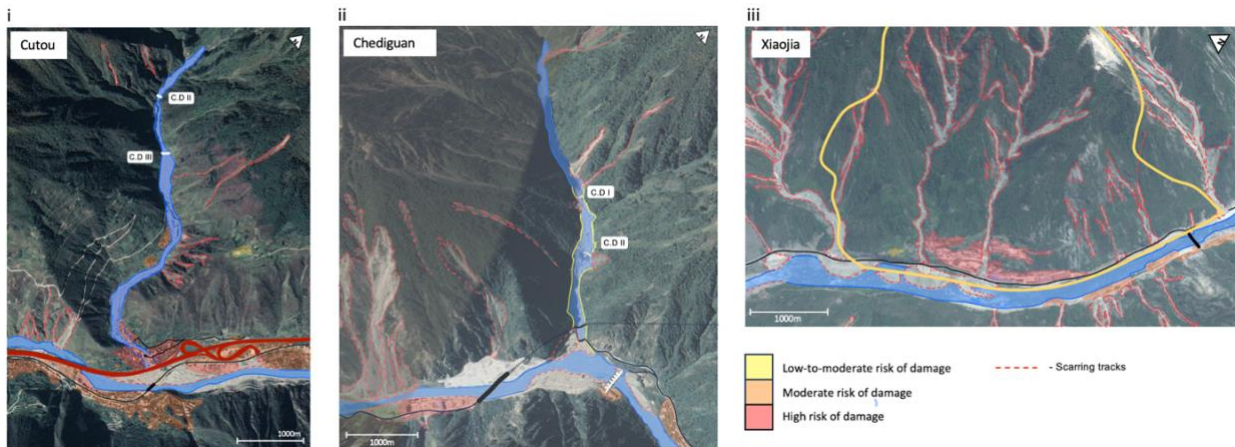 i
ii
iii
Cutou
Chediguan
Xiaojia
C.D II
C.D III
C.D I
C.D II
1000m
1000m
1000m
Low-to-moderate risk of damage
Moderate risk of damage
High risk of damage
- Scarring tracks